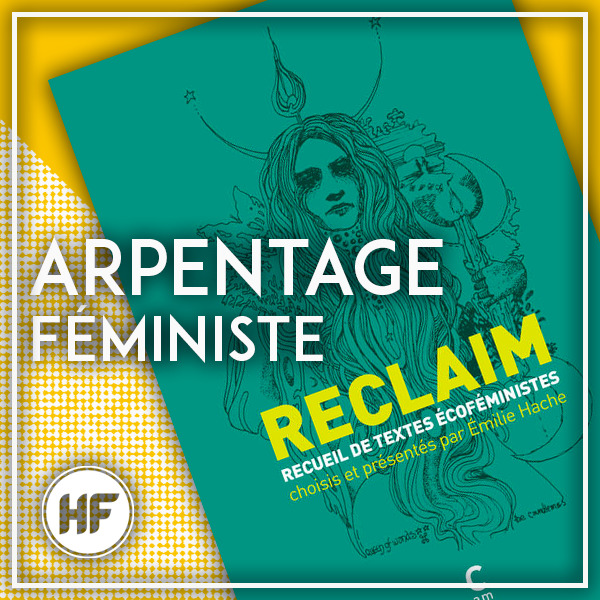 ARPENTAGE
FÉMINISTE
RECLAIM
RECUEIL DE TEXTES ÉCOFÉMINISTES
choisis et présentés par Émilie Hache
HF
C